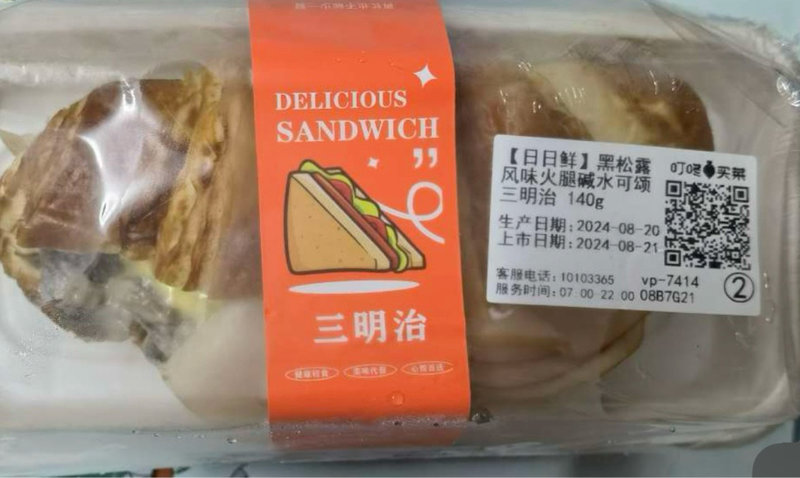 DELICIOUS
SANDWICH
”
三明治
【日日鲜】黑松露
风味火腿碱水可颂
三明治 140g
叮咚买菜
生产日期:2024-08-20
上市日期:2024-08-21
客服电话:10103365 vp-7414
服务时间:07 00-22 00 08B7G21
②